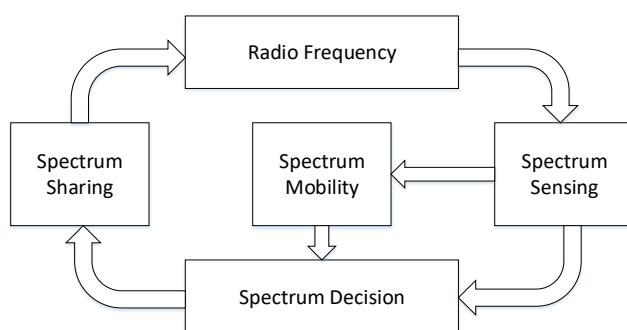 Radio Frequency
Spectrum
Sharing
Spectrum
Mobility
Spectrum
Sensing
Spectrum Decision